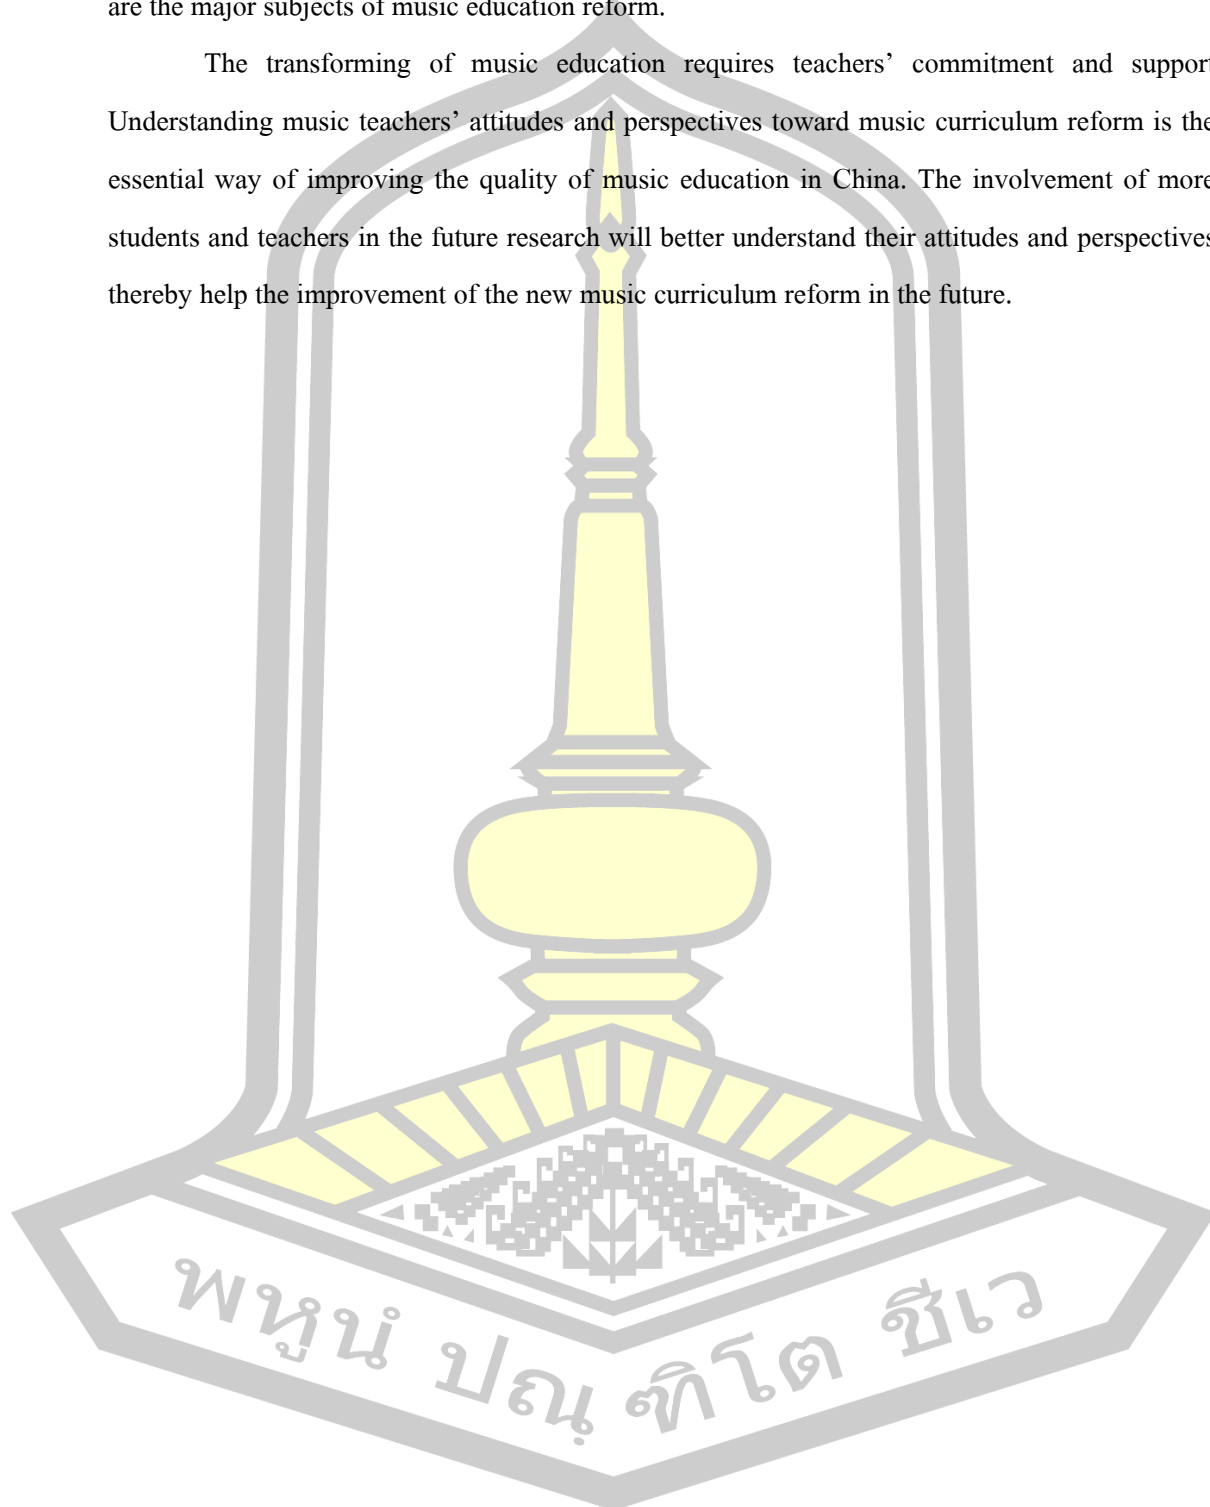 are the major subjects of music education reform.
The transforming of music education requires teachers’ commitment and support
Understanding music teachers’ attitudes and perspectives toward music curriculum reform is the
essential way of improving the quality of music education in China. The involvement of more
students and teachers in the future research will better understand their attitudes and perspectives
thereby help the improvement of the new music curriculum reform in the future.
พหูนํ ปณฺฑิโต ชีเว